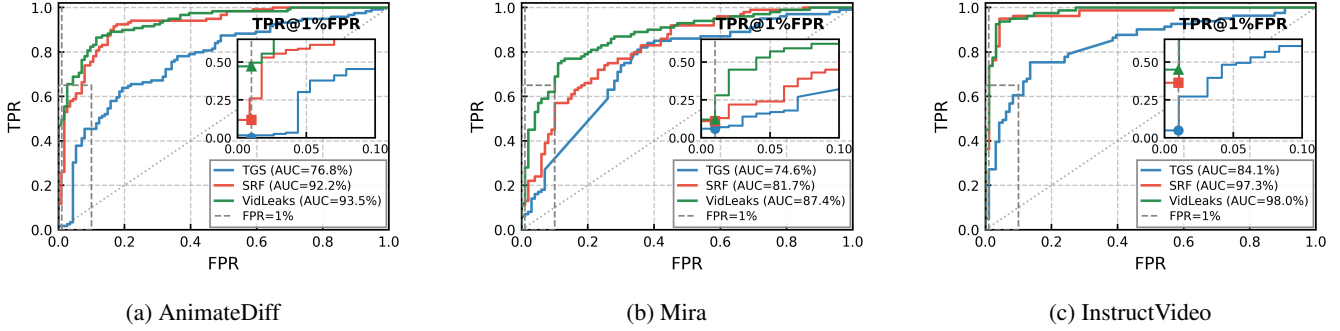 1.0
0.8
0.6
0.4
0.2
0.0
TPR
0.0 0.2 0.4 0.6 0.8 1.0
FPR
TPR@1%FPR
0.50
0.25
0.00
0.00 0.05 0.10
TGS (AUC=76.8%)
SRF (AUC=92.2%)
VidLeaks (AUC=93.5%)
FPR=1%
(a) AnimateDiff
1.0
0.8
0.6
0.4
0.2
0.0
TPR
0.0 0.2 0.4 0.6 0.8 1.0
FPR
TPR@1%FPR
0.50
0.25
0.00
0.00 0.05 0.10
TGS (AUC=74.6%)
SRF (AUC=81.7%)
VidLeaks (AUC=87.4%)
FPR=1%
(b) Mira
1.0
0.8
0.6
0.4
0.2
0.0
TPR
0.0 0.2 0.4 0.6 0.8 1.0
FPR
TPR@1%FPR
0.50
0.25
0.00
0.00 0.05 0.10
TGS (AUC=84.1%)
SRF (AUC=97.3%)
VidLeaks (AUC=98.0%)
FPR=1%
(c) InstructVideo